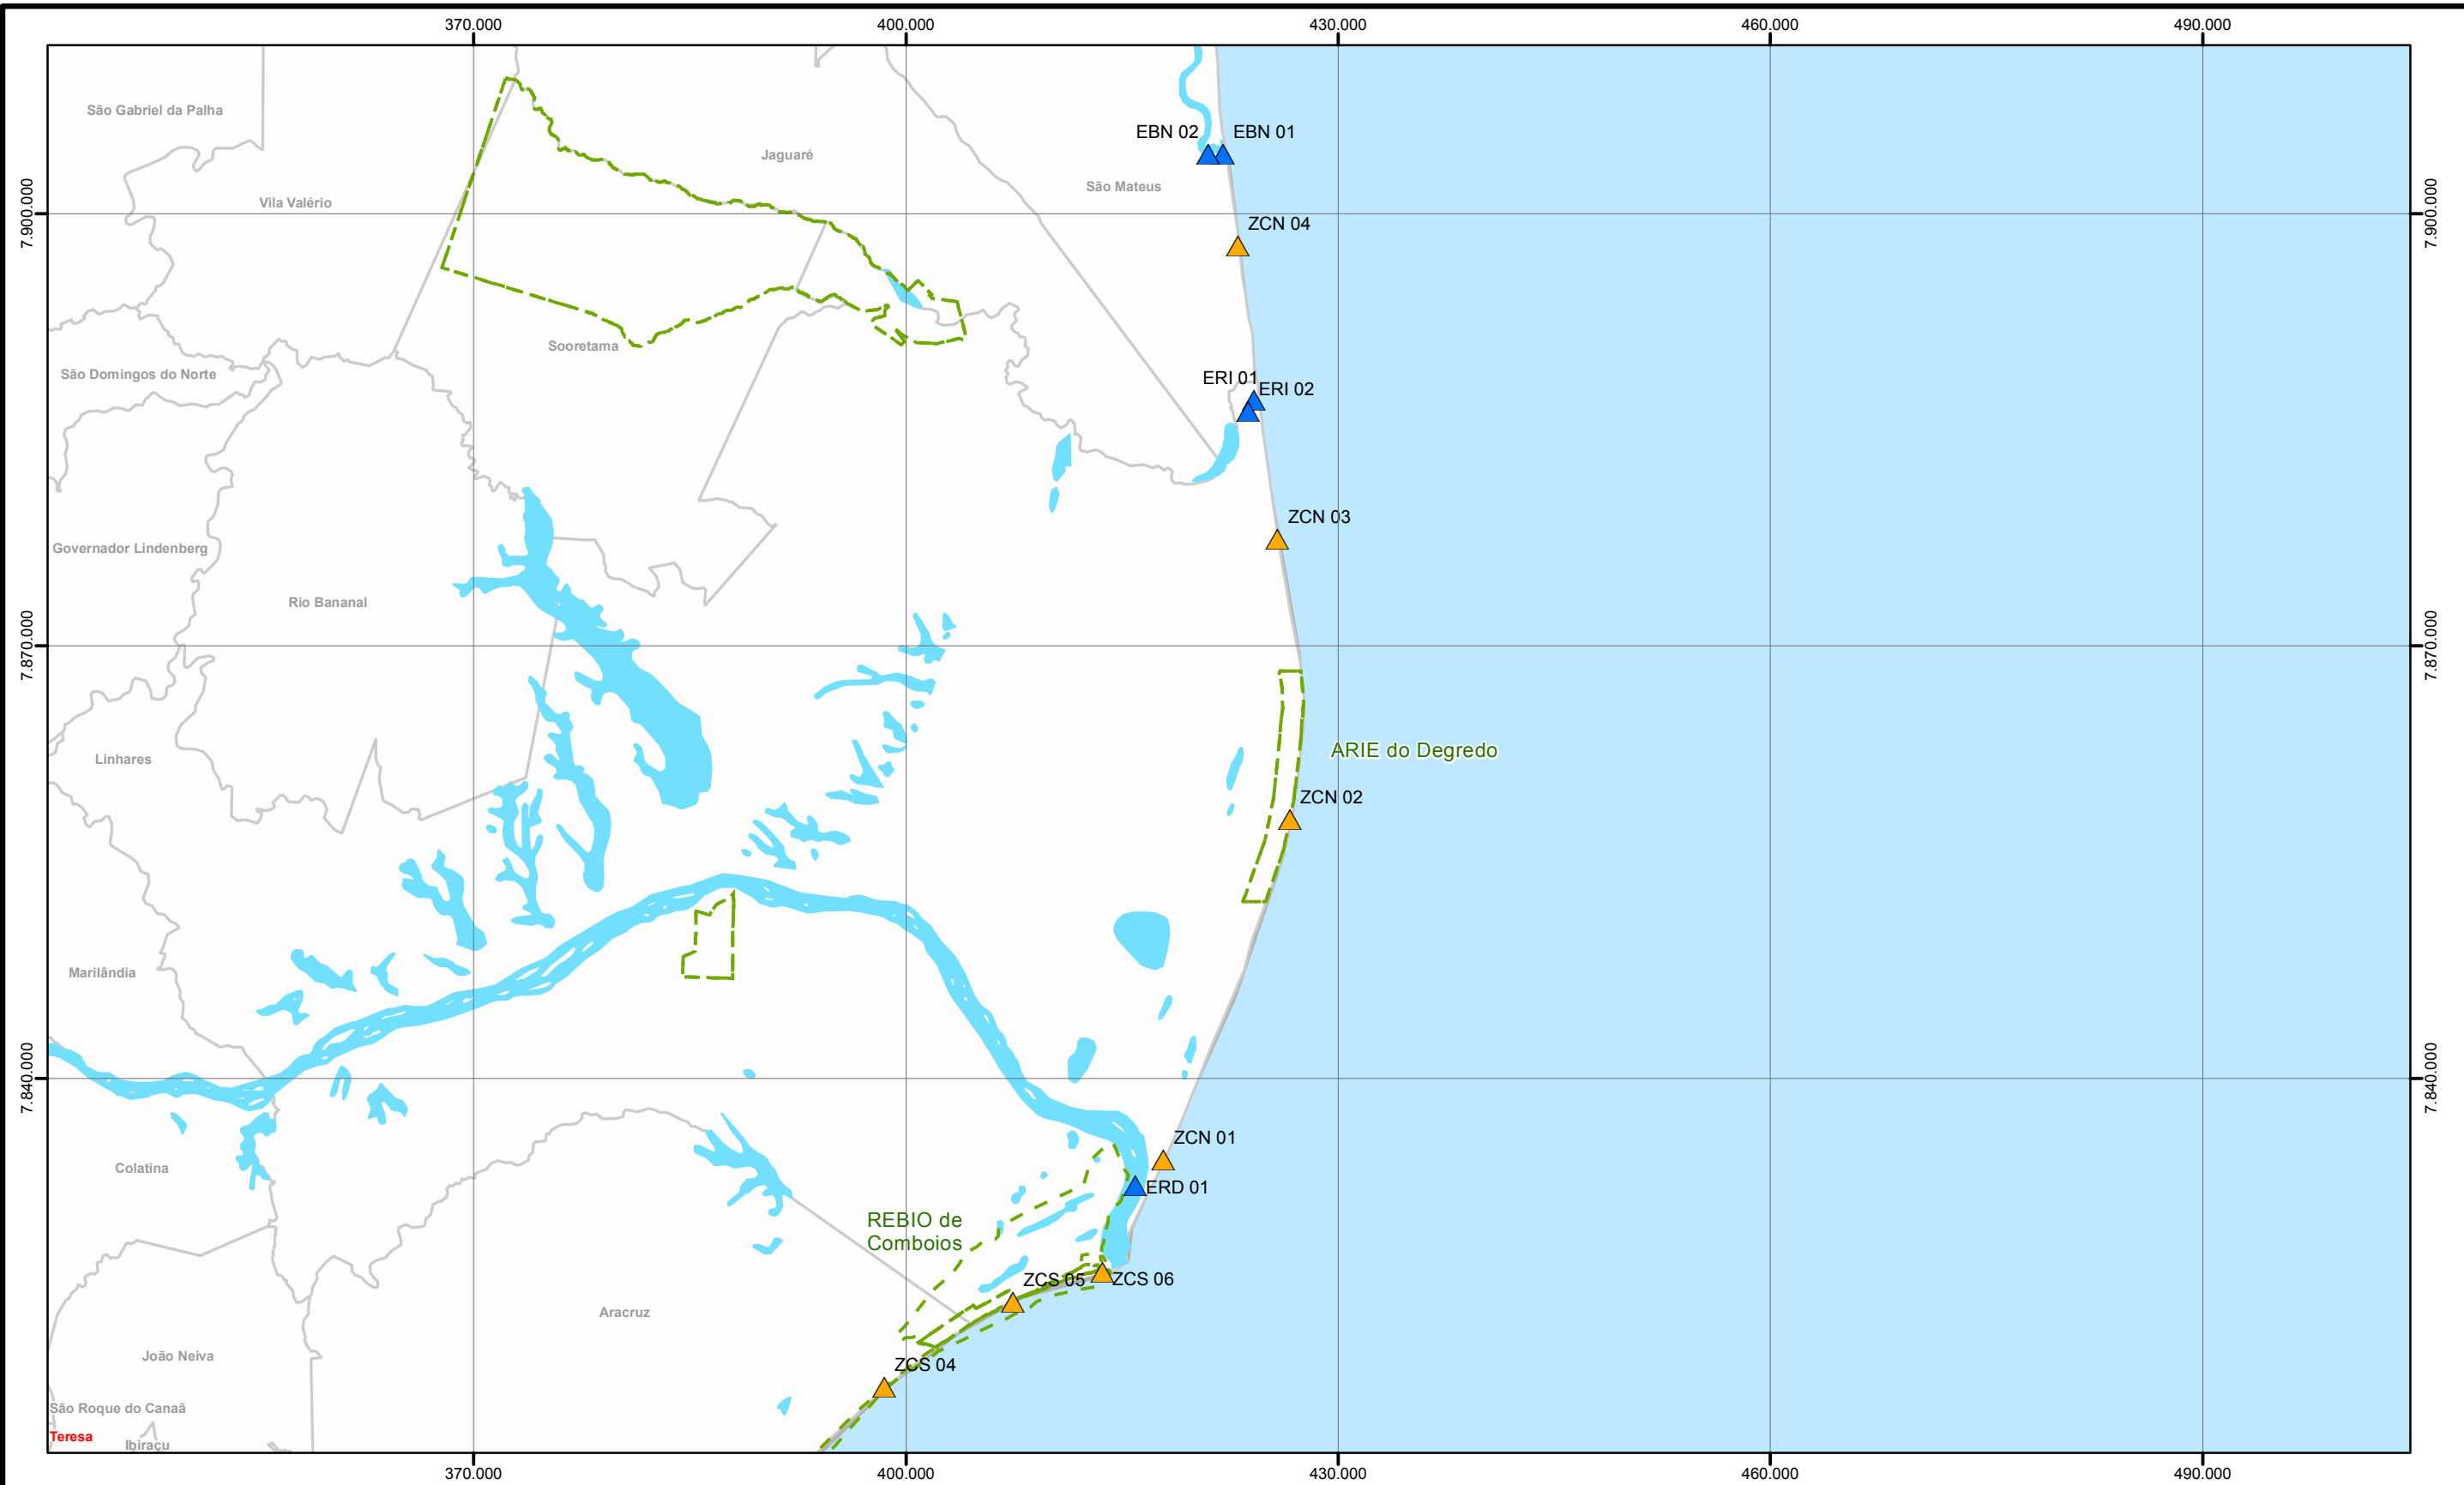 370.000
400.000
430.000
460.000
490.000
São Gabriel da Palha
EBN 02
EBN 01
Jaguaré
São Mateus
Vila Valério
7.900.000
7.900.000
ZCN 04
Sooretama
São Domingos do Norte
ERI 01
ERI 02
ZCN 03
Governador Lindenberg
Rio Bananal
7.870.000
7.870.000
ARIE do Degredo
Linhares
ZCN 02
Marilândia
7.840.000
7.840.000
ZCN 01
Colatina
ERD 01
REBIO de
Comboios
ZCS 05
ZCS 06
Aracruz
João Neiva
ZCS 04
São Roque do Canaã
Teresa
Ibiraçu
370.000
400.000
430.000
460.000
490.000